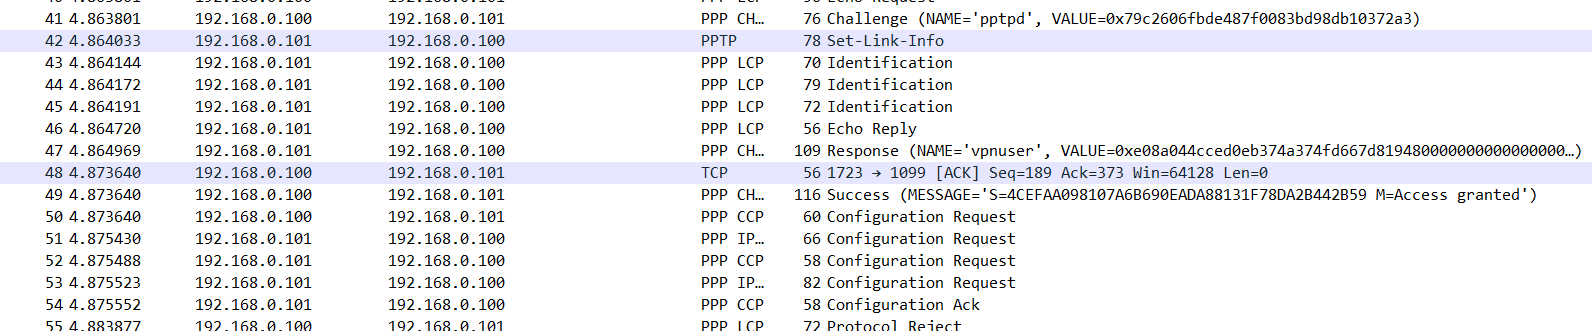 41 4.863801 192.168.0.100 192.168.0.101 PPP CH… 76 Challenge (NAME='pptpd', VALUE=0x79c2606fbde487f0083bd98db10372a3)
42 4.864033 192.168.0.101 192.168.0.100 PPTP 78 Set-Link-Info
43 4.864144 192.168.0.101 192.168.0.100 PPP LCP 70 Identification
44 4.864172 192.168.0.101 192.168.0.100 PPP LCP 79 Identification
45 4.864191 192.168.0.101 192.168.0.100 PPP LCP 72 Identification
46 4.864720 192.168.0.101 192.168.0.100 PPP LCP 56 Echo Reply
47 4.864969 192.168.0.101 192.168.0.100 PPP CH… 109 Response (NAME='vpnuser', VALUE=0xe08a044cced0eb374a374fd667d819480000000000000000…)
48 4.873640 192.168.0.100 192.168.0.101 TCP 56 1723 → 1099 [ACK] Seq=189 Ack=373 Win=64128 Len=0
49 4.873640 192.168.0.100 192.168.0.101 PPP CH… 116 Success (MESSAGE='S=4CEFAA098107A6B690EADA88131F78DA2B442B59 M=Access granted')
50 4.873640 192.168.0.100 192.168.0.101 PPP CCP 60 Configuration Request
51 4.875430 192.168.0.101 192.168.0.100 PPP IP… 66 Configuration Request
52 4.875488 192.168.0.101 192.168.0.100 PPP CCP 58 Configuration Request
53 4.875523 192.168.0.101 192.168.0.100 PPP IP… 82 Configuration Request
54 4.875552 192.168.0.101 192.168.0.100 PPP CCP 58 Configuration Ack
55 4.883877 192.168.0.100 192.168.0.101 PPP LCP 72 Protocol Reject